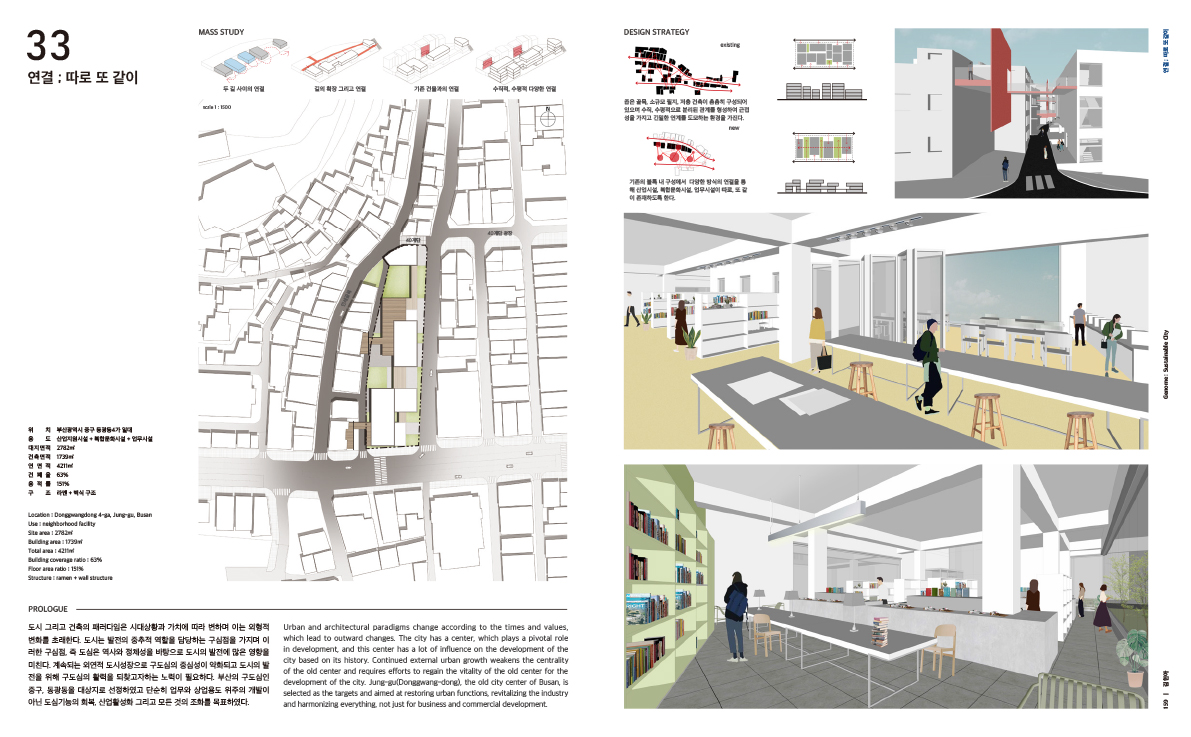 33
연결 ; 따로 또 같이
MASS STUDY
두 길 사이의 연결
길의 확장 그리고 연결
기존 건물과의 연결
수직적, 수평적 다양한 연결
scale 1 : 1500
N
40계단
40계단 광장
위 치 부산광역시 중구 동광동4가 일대
용 도 산업지원시설 + 복합문화시설 + 업무시설
대지면적 2782㎡
건축면적 1739㎡
연 면 적 4211㎡
건 폐 율 63%
용 적 률 151%
구 조 라멘 + 벽식 구조
Location : Donggwangdong 4-ga, Jung-gu, Busan
Use : neighborhood facility
Site area : 2782㎡
Building area : 1739㎡
Total area : 4211㎡
Building coverage ratio : 63%
Floor area ratio : 151%
Structure : ramen + wall structure
PROLOGUE
도시 그리고 건축의 패러다임은 시대상황과 가치에 따라 변하며 이는 외형적
변화를 초래한다. 도시는 발전의 중추적 역할을 담당하는 구심점을 가지며 이
러한 구심점, 즉 도심은 역사와 정체성을 바탕으로 도시의 발전에 많은 영향을
미친다. 계속되는 외연적 도시성장으로 구도심의 중심성이 약화되고 도시의 발
전을 위해 구도심의 활력을 되찾고자하는 노력이 필요하다. 부산의 구도심인
중구, 동광동을 대상지로 선정하였고 단순히 업무와 상업용도 위주의 개발이
아닌 도심기능의 회복, 산업활성화 그리고 모든 것의 조화를 목표하였다.
Urban and architectural paradigms change according to the times and values,
which lead to outward changes. The city has a center, which plays a pivotal role
in development, and this center has a lot of influence on the development of the
city based on its history. Continued external urban growth weakens the centrality
of the old center and requires efforts to regain the vitality of the old center for the
development of the city. Jung-gu(Donggwang-dong), the old city center of Busan, is
selected as the targets and aimed at restoring urban functions, revitalizing the industry
and harmonizing everything, not just for business and commercial development.
DESIGN STRATEGY
existing
좁은 골목, 소규모 필지, 저층 건축이 촘촘히 구성되어
있으며 수직, 수평적으로 분리된 관계를 형성하여 근접
성을 가지고 긴밀한 연계를 도모하는 환경을 가진다.
new
기존의 블록 내 구성에서 다양한 방식의 연결을 통
해 산업시설, 복합문화시설, 업무시설이 따로, 또 같
이 존재하도록 한다.
연결 ; 따로 또 같이
Genome : Sustainable City